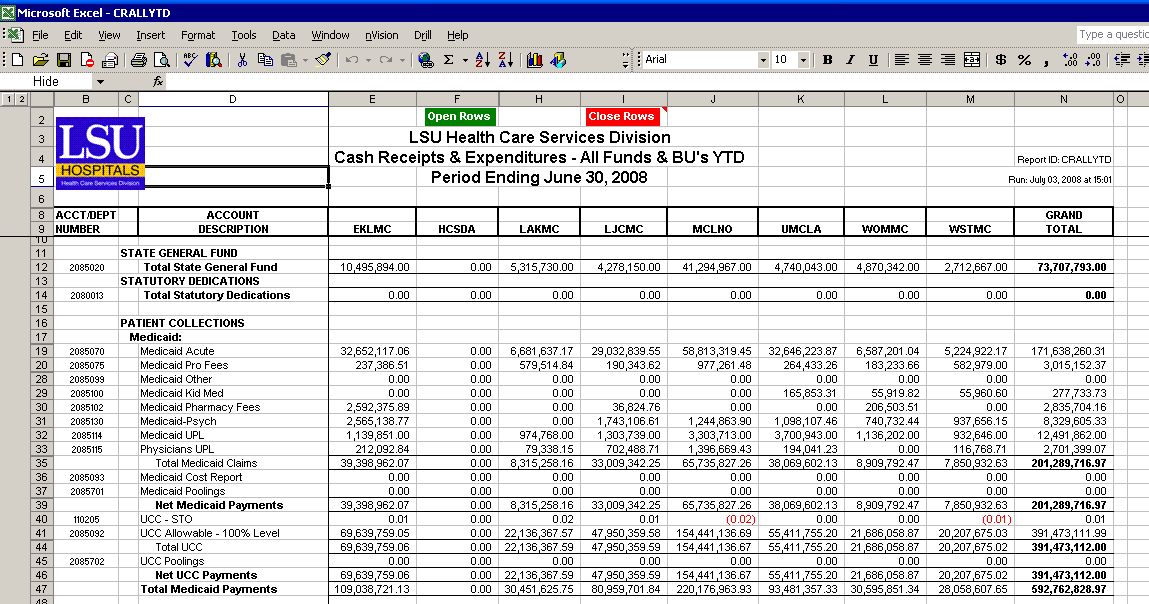 Microsoft Excel - CRALLYTD
File Edit View Insert Format Tools Data Window nVision Drill Help
Type a questic
Arial 10 B I U $ % ,
Hide fx
1 2 B C D E F H I J K L M N O
2 Open Rows Close Rows
3 LSU Health Care Services Division
4 Cash Receipts & Expenditures - All Funds & BU's YTD Report ID: CRALLYTD
5 Period Ending June 30, 2008 Run: July 03, 2008 at 15:01
LSU
HOSPITALS
Health Care Services Division
6
8 ACCT/DEPT ACCOUNT GRAND
9 NUMBER DESCRIPTION EKLMC HCSDA LAKMC LJCMC MCLNO UMCLA WOMMC WSTMC TOTAL
10
11 STATE GENERAL FUND
12 2085020 Total State General Fund 10,495,894.00 0.00 5,315,730.00 4,278,150.00 41,294,967.00 4,740,043.00 4,870,342.00 2,712,667.00 73,707,793.00
13 STATUTORY DEDICATIONS
14 2080013 Total Statutory Dedications 0.00 0.00 0.00 0.00 0.00 0.00 0.00 0.00 0.00
15
16 PATIENT COLLECTIONS
17 Medicaid:
19 2085070 Medicaid Acute 32,652,117.06 0.00 6,681,637.17 29,032,839.55 58,813,319.45 32,646,223.87 6,587,201.04 5,224,922.17 171,638,260.31
20 2085075 Medicaid Pro Fees 237,386.51 0.00 579,514.84 190,343.62 977,261.48 264,433.26 183,233.66 582,979.00 3,015,152.37
28 2085099 Medicaid Other 0.00 0.00 0.00 0.00 0.00 0.00 0.00 0.00 0.00
29 2085100 Medicaid Kid Med 0.00 0.00 0.00 0.00 0.00 165,853.31 55,919.82 55,960.60 277,733.73
30 2085102 Medicaid Pharmacy Fees 2,592,375.89 0.00 0.00 36,824.76 0.00 0.00 206,503.51 0.00 2,835,704.16
31 2085130 Medicaid-Psych 2,565,138.77 0.00 0.00 1,743,106.61 1,244,863.90 1,098,107.46 740,732.44 937,656.15 8,329,605.33
32 2085114 Medicaid UPL 1,139,851.00 0.00 974,768.00 1,303,739.00 3,303,713.00 3,700,943.00 1,136,202.00 932,646.00 12,491,862.00
33 2085115 Physicians UPL 212,092.84 0.00 79,338.15 702,488.71 1,396,669.43 194,041.23 0.00 116,768.71 2,701,399.07
35 Total Medicaid Claims 39,398,962.07 0.00 8,315,258.16 33,009,342.25 65,735,827.26 38,069,602.13 8,909,792.47 7,850,932.63 201,289,716.97
36 2085093 Medicaid Cost Report 0.00 0.00 0.00 0.00 0.00 0.00 0.00 0.00 0.00
37 2085701 Medicaid Poolings 0.00 0.00 0.00 0.00 0.00 0.00 0.00 0.00 0.00
39 Net Medicaid Payments 39,398,962.07 0.00 8,315,258.16 33,009,342.25 65,735,827.26 38,069,602.13 8,909,792.47 7,850,932.63 201,289,716.97
40 110205 UCC - STO 0.01 0.00 0.02 0.01 (0.02) 0.00 0.00 (0.01) 0.01
41 2085092 UCC Allowable - 100% Level 69,639,759.05 0.00 22,136,367.57 47,950,359.58 154,441,136.69 55,411,755.20 21,686,058.87 20,207,675.03 391,473,111.99
44 Total UCC 69,639,759.06 0.00 22,136,367.59 47,950,359.59 154,441,136.67 55,411,755.20 21,686,058.87 20,207,675.02 391,473,112.00
45 2085702 UCC Poolings 0.00 0.00 0.00 0.00 0.00 0.00 0.00 0.00 0.00
46 Net UCC Payments 69,639,759.06 0.00 22,136,367.59 47,950,359.59 154,441,136.67 55,411,755.20 21,686,058.87 20,207,675.02 391,473,112.00
47 Total Medicaid Payments 109,038,721.13 0.00 30,451,625.75 80,959,701.84 220,176,963.93 93,481,357.33 30,595,851.34 28,058,607.65 592,762,828.97
48